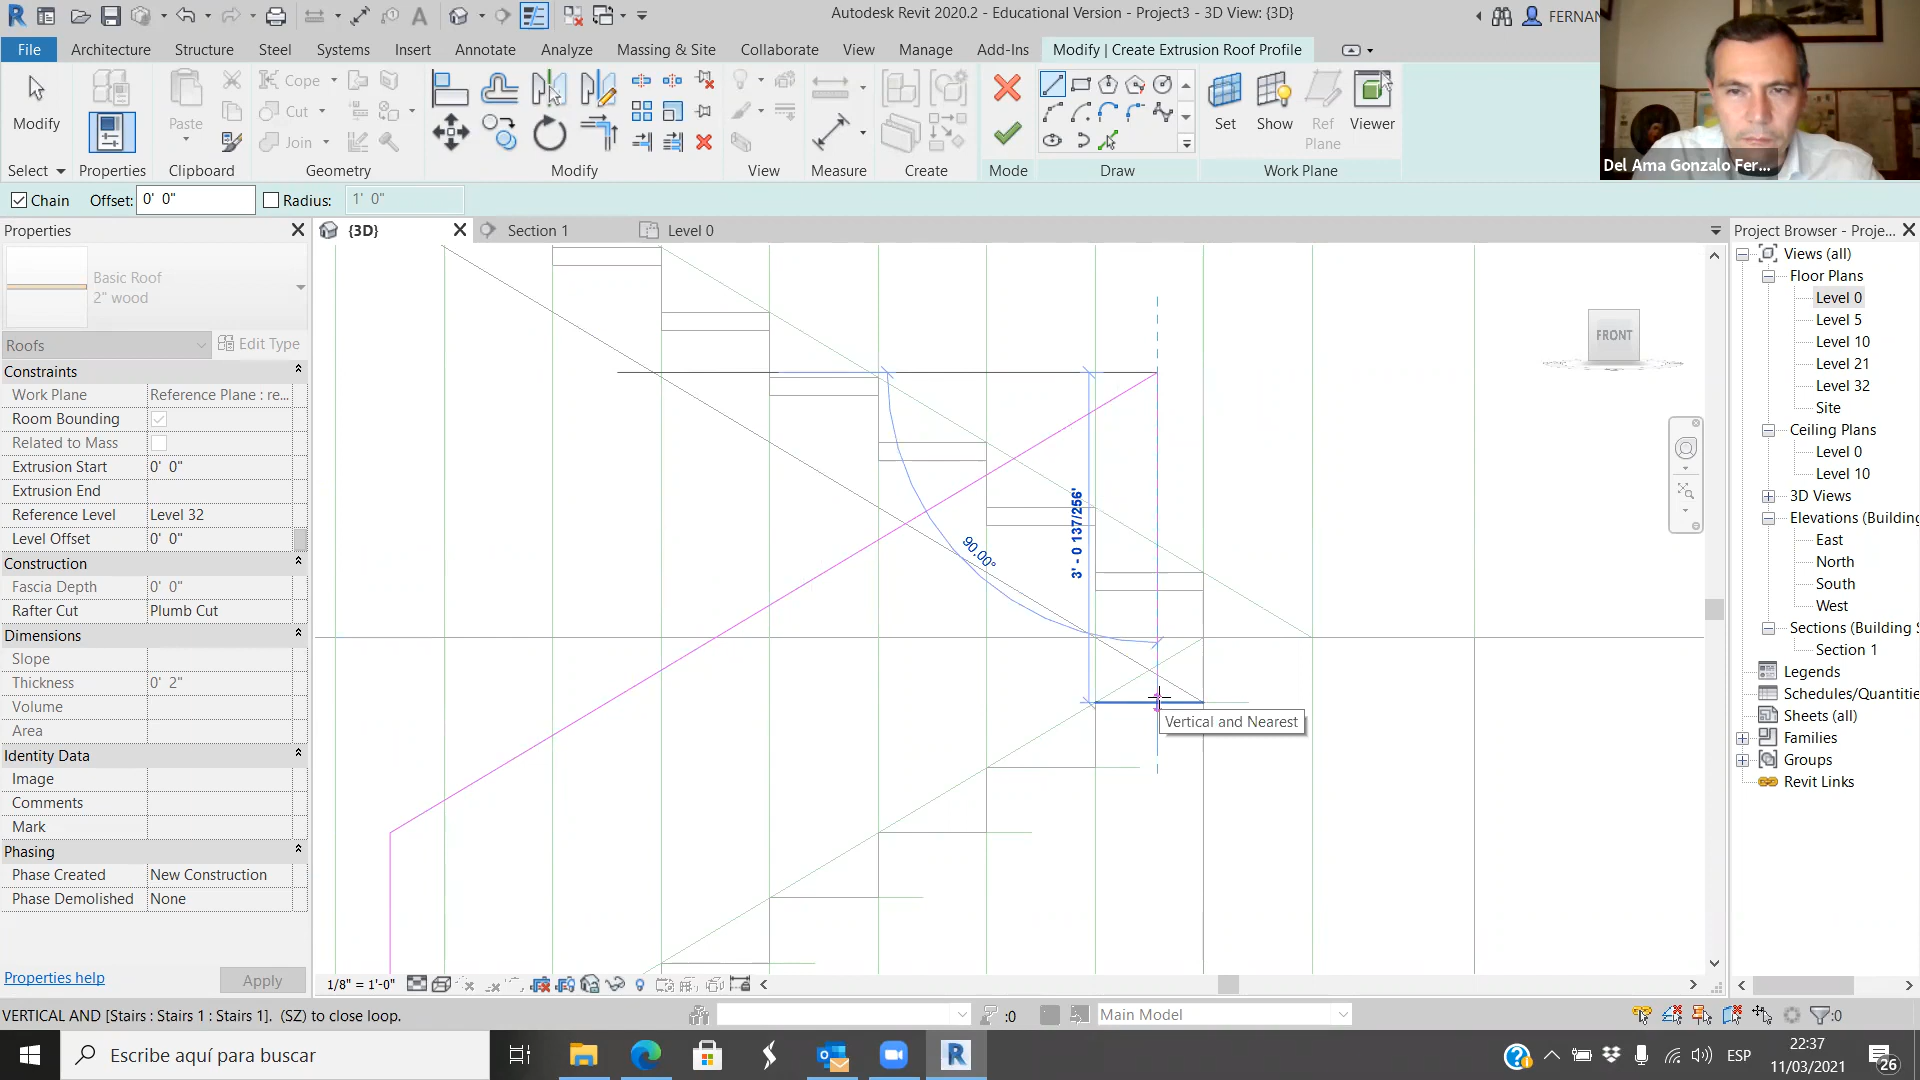 Autodesk Revit 2020.2 - Educational Version - Project3 - 3D View: {3D}
FERNAN
File Architecture Structure Steel Systems Insert Annotate Analyze Massing & Site Collaborate View Manage Add-Ins Modify | Create Extrusion Roof Profile
Modify Paste Cope Cut Join Set Show Ref Plane Viewer
Select Properties Clipboard Geometry Modify View Measure Create Mode Draw Work Plane
Del Ama Gonzalo Fer...
Chain Offset: 0' 0" Radius: 1' 0"
Properties
{3D} Section 1 Level 0
Project Browser - Proje...
Basic Roof
2" wood
Roofs Edit Type
Constraints
Work Plane Reference Plane : re...
Room Bounding
Related to Mass
Extrusion Start 0' 0"
Extrusion End
Reference Level Level 32
Level Offset 0' 0"
Construction
Fascia Depth 0' 0"
Rafter Cut Plumb Cut
Dimensions
Slope
Thickness 0' 2"
Volume
Area
Identity Data
Image
Comments
Mark
Phasing
Phase Created New Construction
Phase Demolished None
Properties help Apply
FRONT
90.00°
3' - 0 137/256"
Vertical and Nearest
Views (all)
Floor Plans
Level 0
Level 5
Level 10
Level 21
Level 32
Site
Ceiling Plans
Level 0
Level 10
3D Views
Elevations (Building
East
North
South
West
Sections (Building S
Section 1
Legends
Schedules/Quantitie
Sheets (all)
Families
Groups
Revit Links
1/8" = 1'-0"
VERTICAL AND [Stairs : Stairs 1 : Stairs 1]. (SZ) to close loop.
:0 Main Model :0
Escribe aquí para buscar
ESP
22:37
11/03/2021
26